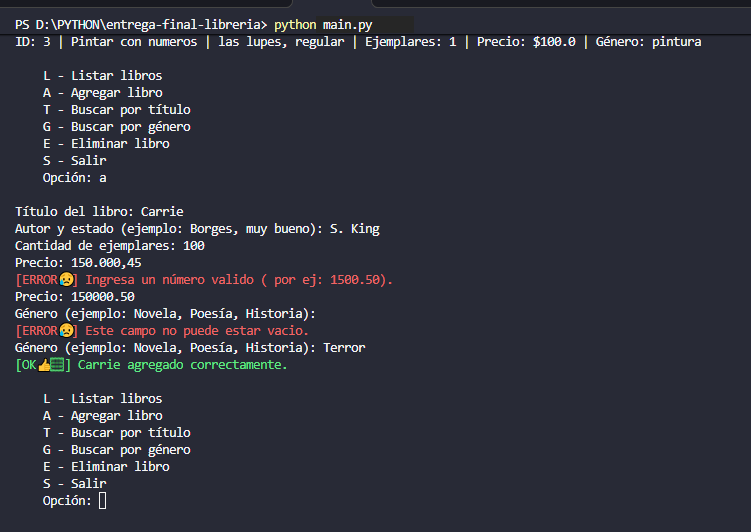 PS D:\PYTHON\entrega-final-libreria> python main.py
ID: 3 | Pintar con numeros | las lupes, regular | Ejemplares: 1 | Precio: $100.0 | Género: pintura
L - Listar libros
A - Agregar libro
T - Buscar por título
G - Buscar por género
E - Eliminar libro
S - Salir
Opción: a
Título del libro: Carrie
Autor y estado (ejemplo: Borges, muy bueno): S. King
Cantidad de ejemplares: 100
Precio: 150.000,45
[ERROR😥] Ingresa un número valido ( por ej: 1500.50).
Precio: 150000.50
Género (ejemplo: Novela, Poesía, Historia):
[ERROR😥] Este campo no puede estar vacio.
Género (ejemplo: Novela, Poesía, Historia): Terror
[OK👍] Carrie agregado correctamente.
L - Listar libros
A - Agregar libro
T - Buscar por título
G - Buscar por género
E - Eliminar libro
S - Salir
Opción: